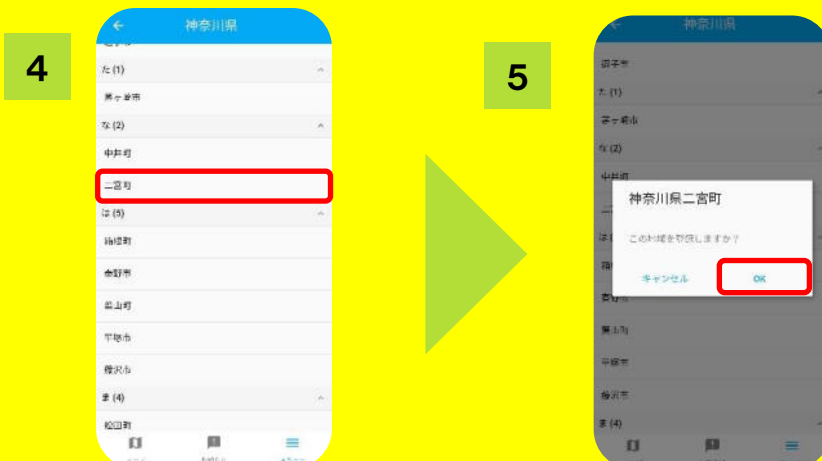 4
神奈川県
た (1)
茅ヶ崎市
な (2)
中井町
二宮町
は (5)
箱根町
秦野市
葉山町
平塚市
藤沢市
ま (4)
松田町
5
神奈川県
逗子市
た (1)
茅ヶ崎市
な (2)
中井町
神奈川県二宮町
この地域を登録しますか？
キャンセル
OK
葉山町
平塚市
藤沢市
ま (4)